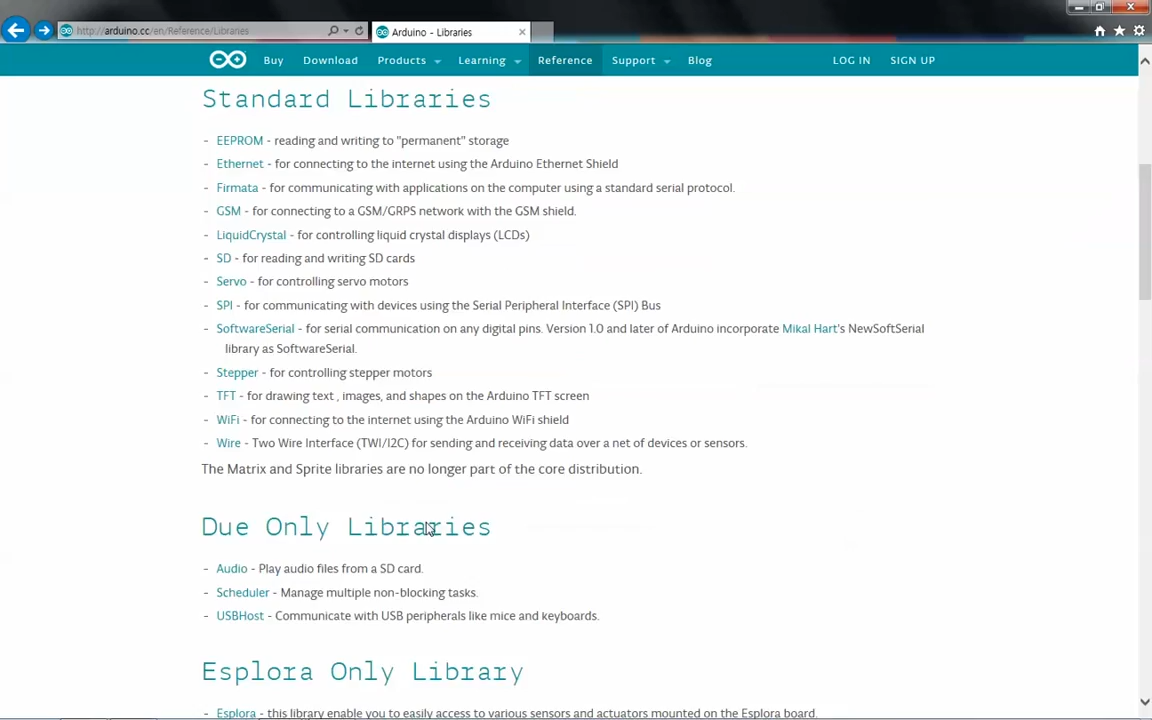 http://arduino.cc/en/Reference/Libraries
Arduino - Libraries
Buy Download Products Learning Reference Support Blog LOG IN SIGN UP
Standard Libraries
- EEPROM - reading and writing to "permanent" storage
- Ethernet - for connecting to the internet using the Arduino Ethernet Shield
- Firmata - for communicating with applications on the computer using a standard serial protocol.
- GSM - for connecting to a GSM/GRPS network with the GSM shield.
- LiquidCrystal - for controlling liquid crystal displays (LCDs)
- SD - for reading and writing SD cards
- Servo - for controlling servo motors
- SPI - for communicating with devices using the Serial Peripheral Interface (SPI) Bus
- SoftwareSerial - for serial communication on any digital pins. Version 1.0 and later of Arduino incorporate Mikal Hart's NewSoftSerial
library as SoftwareSerial.
- Stepper - for controlling stepper motors
- TFT - for drawing text , images, and shapes on the Arduino TFT screen
- WiFi - for connecting to the internet using the Arduino WiFi shield
- Wire - Two Wire Interface (TWI/I2C) for sending and receiving data over a net of devices or sensors.
The Matrix and Sprite libraries are no longer part of the core distribution.
Due Only Libraries
- Audio - Play audio files from a SD card.
- Scheduler - Manage multiple non-blocking tasks.
- USBHost - Communicate with USB peripherals like mice and keyboards.
Esplora Only Library
- Esplora - this library enable you to easily access to various sensors and actuators mounted on the Esplora board.